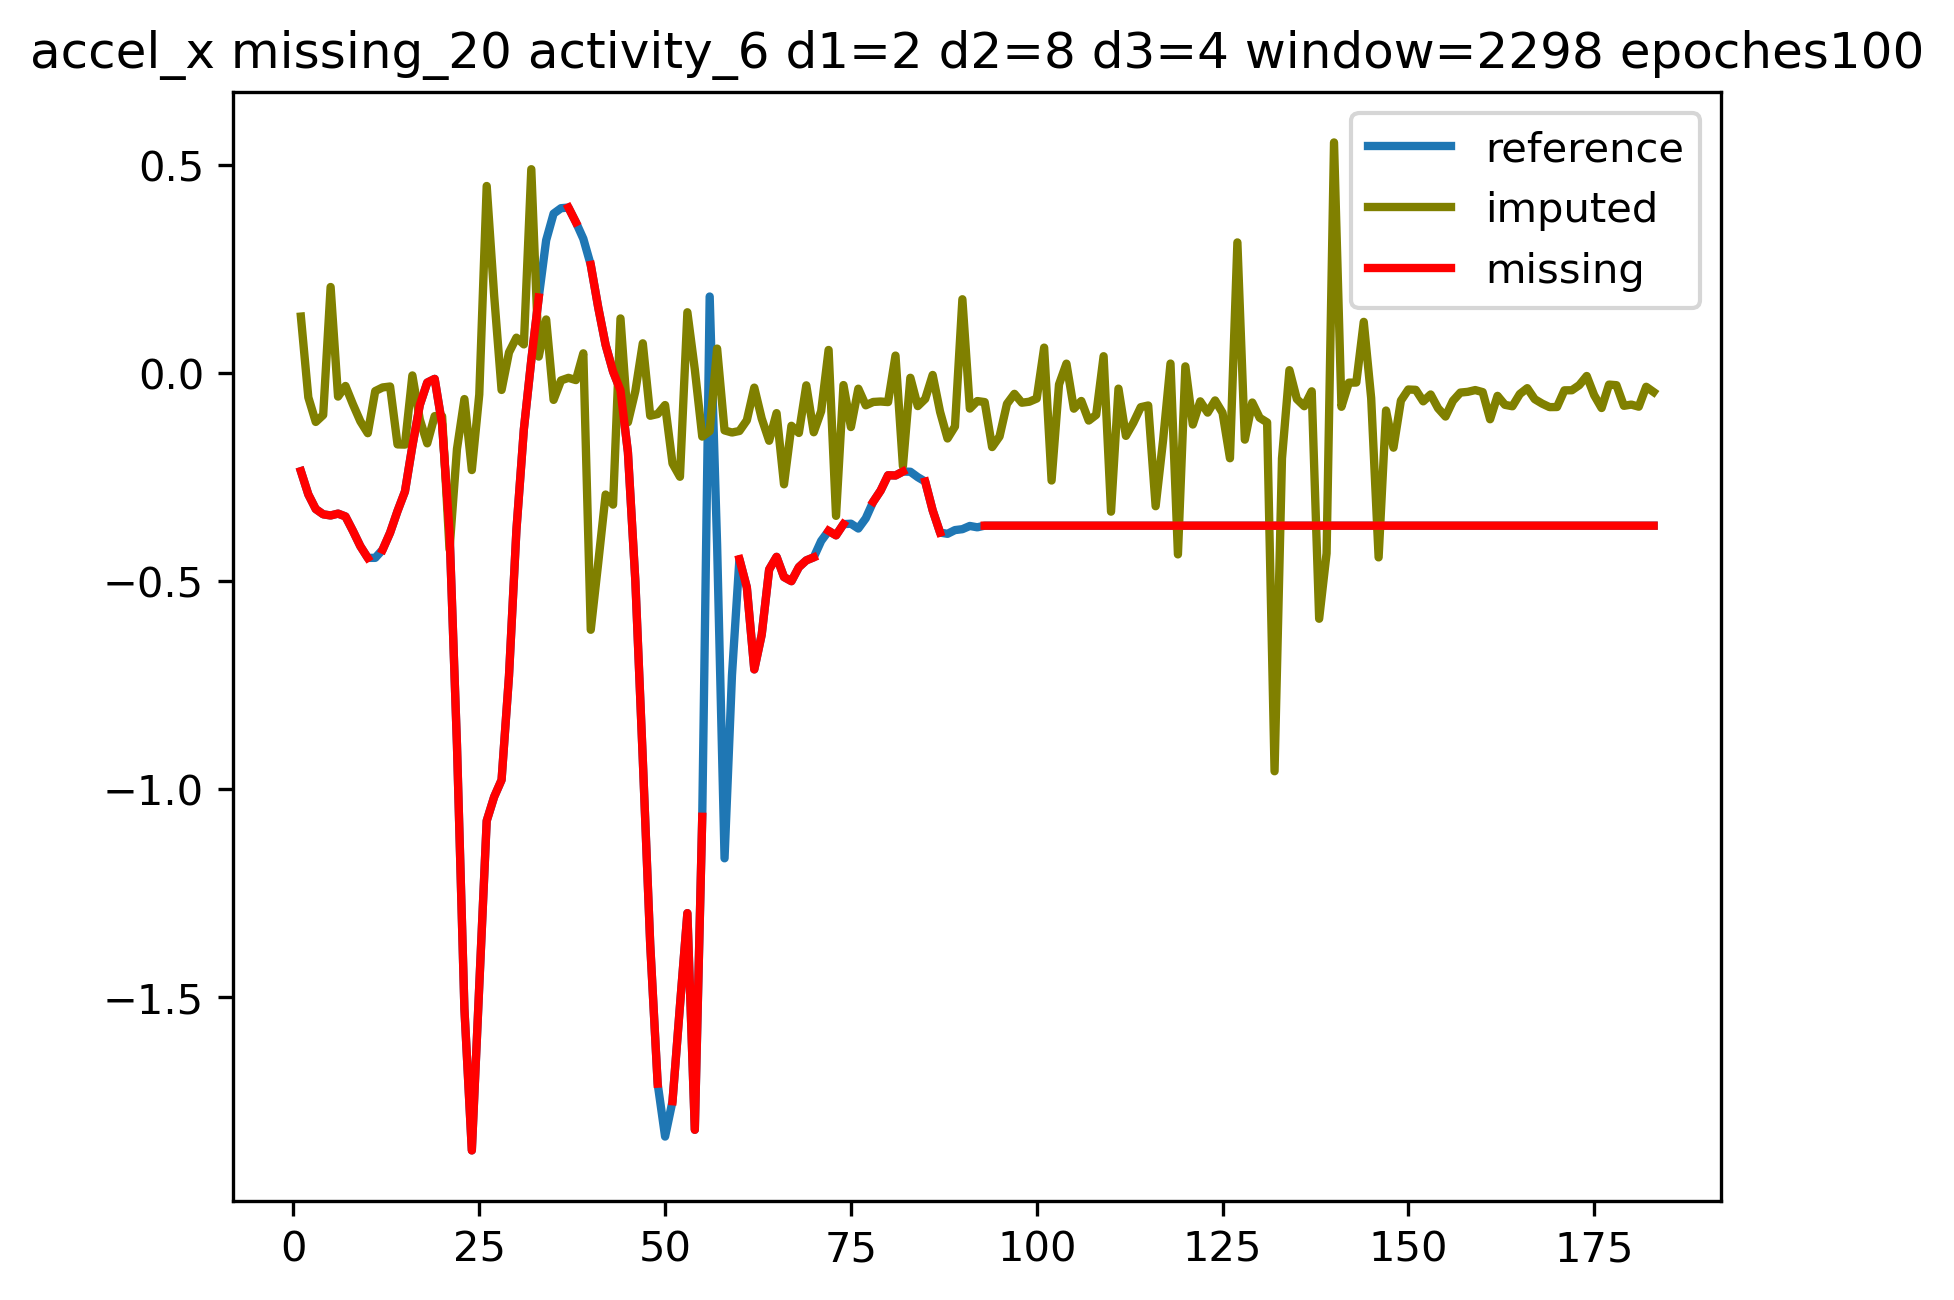 accel_x missing_20 activity_6 d1=2 d2=8 d3=4 window=2298 epoches100
reference
imputed
missing
0.5
0.0
−0.5
−1.0
−1.5
0 25 50 75 100 125 150 175